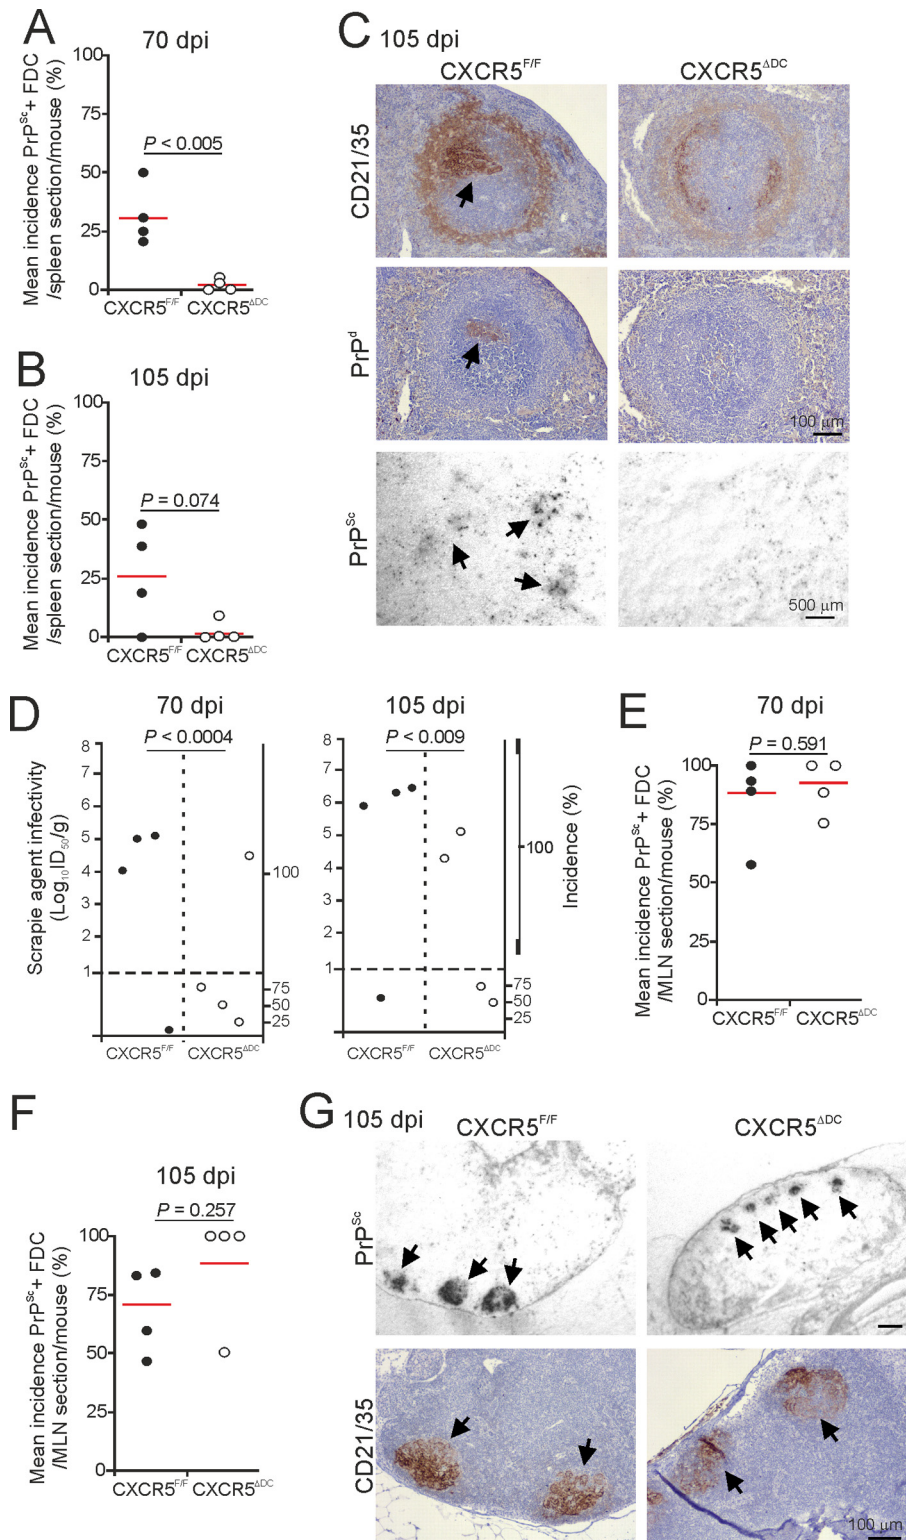 A
70 dpi
Mean incidence PrPSc+ FDC
/spleen section/mouse (%)
100
75
50
25
0
P < 0.005
CXCR5F/F
CXCR5ΔDC
B
105 dpi
Mean incidence PrPSc+ FDC
/spleen section/mouse (%)
100
75
50
25
0
P = 0.074
CXCR5F/F
CXCR5ΔDC
C
105 dpi
CXCR5F/F
CXCR5ΔDC
CD21/35
PrPd
100 µm
PrPSc
500 µm
D
70 dpi
P < 0.0004
Scrapie agent infectivity
(Log10ID50/g)
8
7
6
5
4
3
2
1
100
75
50
25
CXCR5F/F
CXCR5ΔDC
105 dpi
P < 0.009
8
7
6
5
4
3
2
1
100
75
50
25
Incidence (%)
CXCR5F/F
CXCR5ΔDC
E
70 dpi
P = 0.591
Mean incidence PrPSc+ FDC
/MLN section/mouse (%)
100
75
50
25
0
CXCR5F/F
CXCR5ΔDC
F
105 dpi
P = 0.257
Mean incidence PrPSc+ FDC
/MLN section/mouse (%)
100
75
50
25
0
CXCR5F/F
CXCR5ΔDC
G
105 dpi
CXCR5F/F
CXCR5ΔDC
PrPSc
CD21/35
100 µm